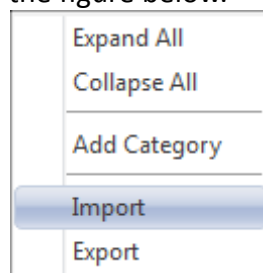 the figure below.
Expand All
Collapse All
Add Category
Import
Export